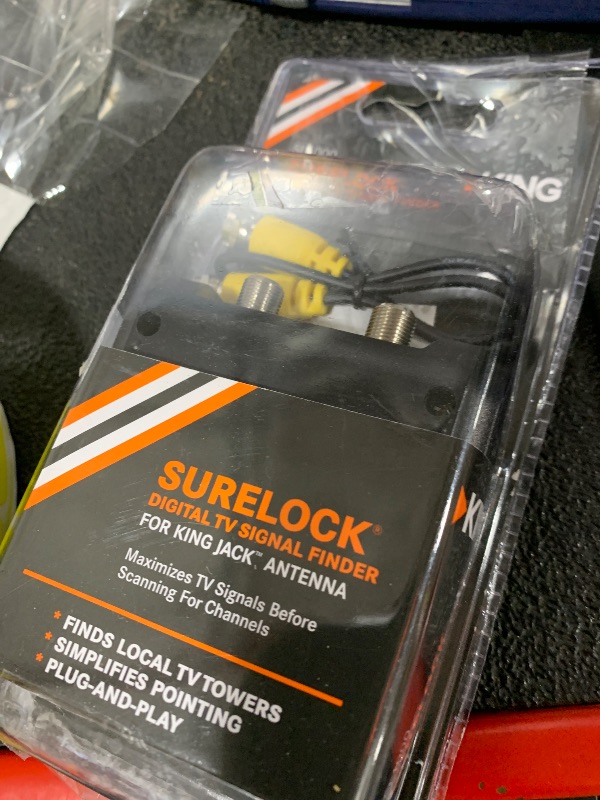 KING
SURELOCK®
DIGITAL TV SIGNAL FINDER
FOR KING JACK™ ANTENNA
Maximizes TV Signals Before
Scanning For Channels
* FINDS LOCAL TV TOWERS
* SIMPLIFIES POINTING
* PLUG-AND-PLAY